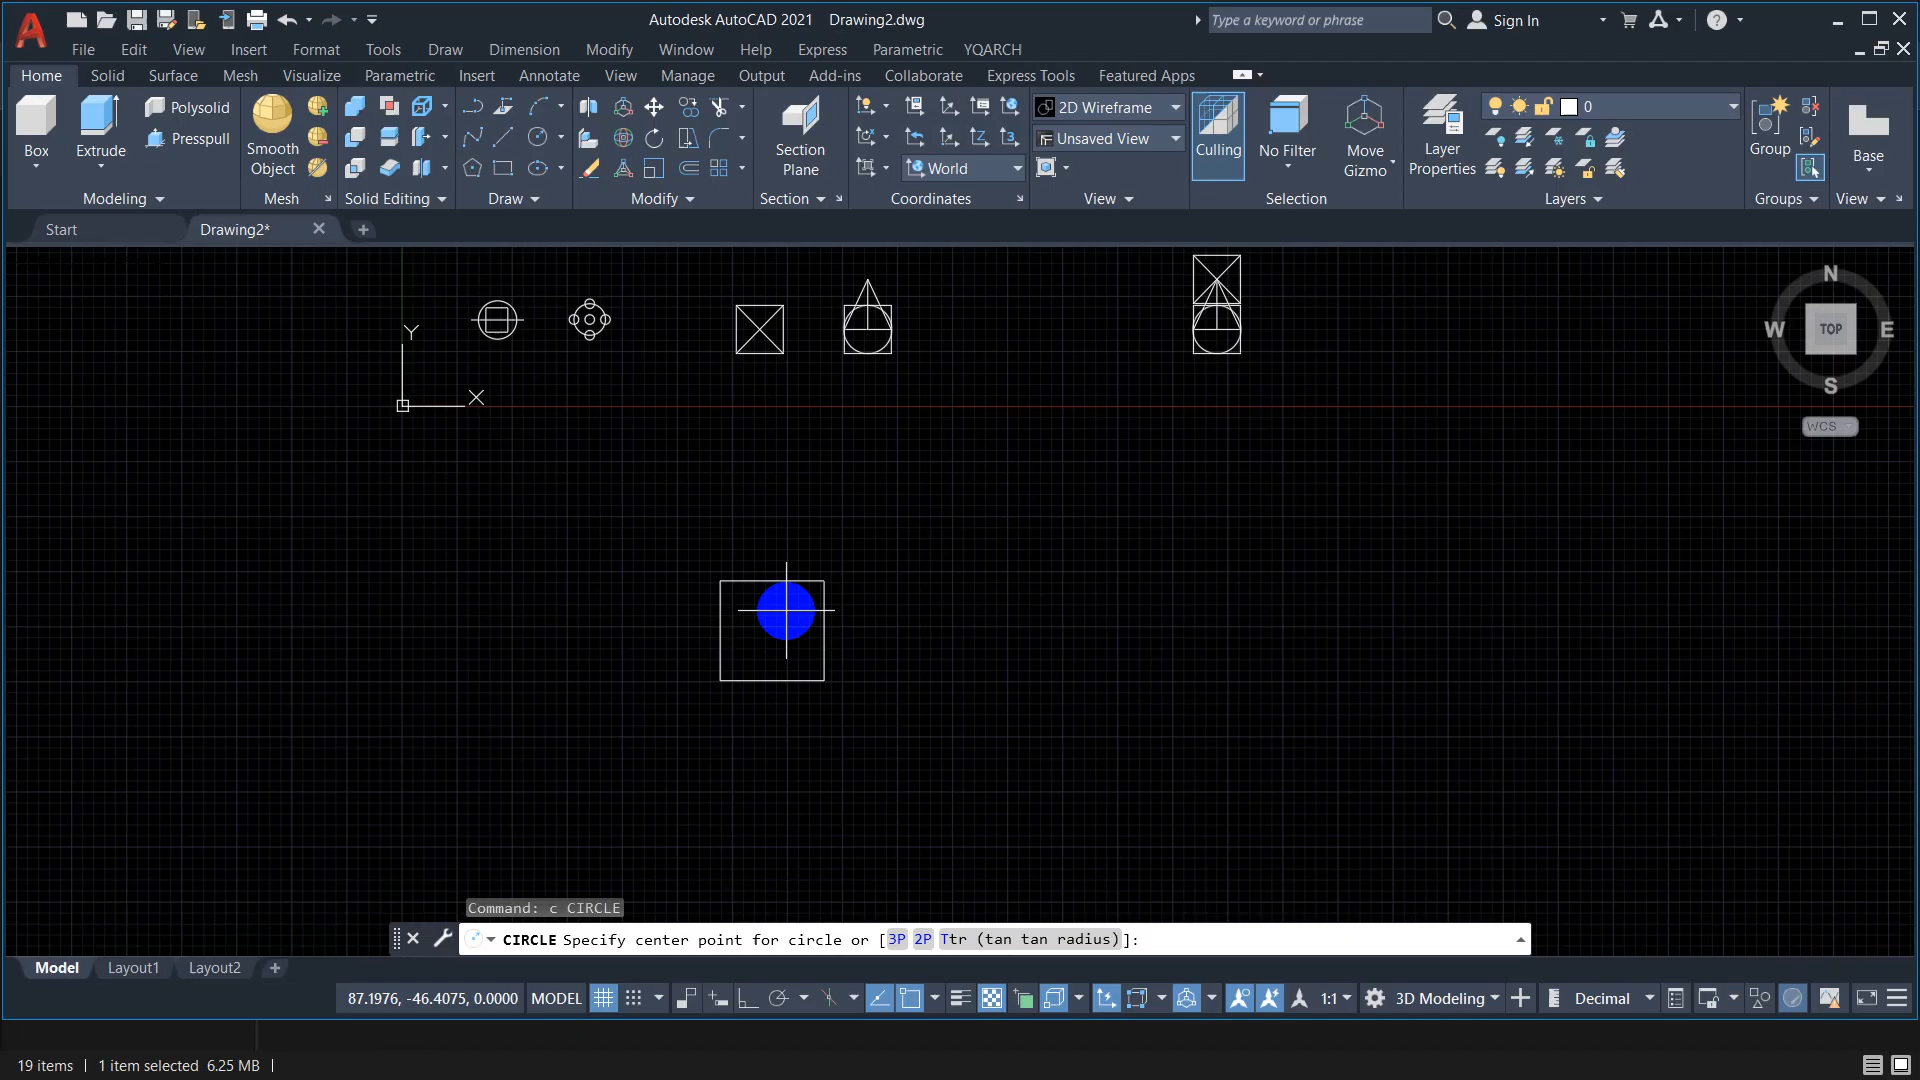 Autodesk AutoCAD 2021 Drawing2.dwg
Type a keyword or phrase
Sign In
File Edit View Insert Format Tools Draw Dimension Modify Window Help Express Parametric YQARCH
Home Solid Surface Mesh Visualize Parametric Insert Annotate View Manage Output Add-ins Collaborate Express Tools Featured Apps
Box
Extrude
Polysolid
Presspull
Smooth
Object
Section
Plane
World
2D Wireframe
Unsaved View
Culling
No Filter
Move
Gizmo
Layer
Properties
0
Group
Base
Modeling Mesh Solid Editing Draw Modify Section Coordinates View Selection Layers Groups View
Start Drawing2*
N
W TOP E
S
WCS
Y
X
Command: c CIRCLE
CIRCLE Specify center point for circle or [3P 2P Ttr (tan tan radius)]:
Model Layout1 Layout2
87.1976, -46.4075, 0.0000 MODEL 1:1 3D Modeling Decimal
19 items 1 item selected 6.25 MB